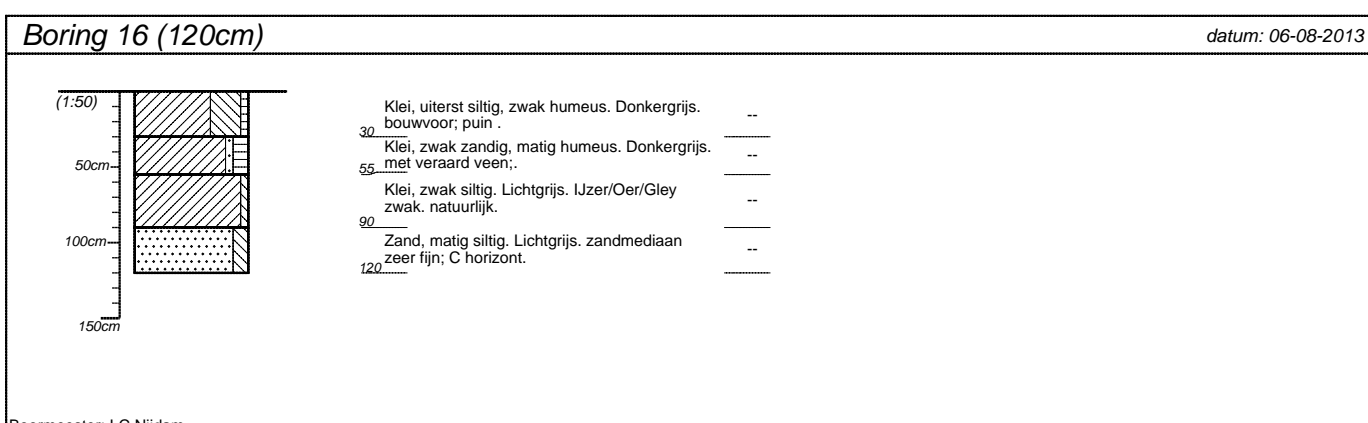 Boring 16 (120cm)
datum: 06-08-2013
(1:50)
50cm
100cm
150cm
Klei, uiterst siltig, zwak humeus. Donkergrijs.
bouwvoor; puin .
--
30
Klei, zwak zandig, matig humeus. Donkergrijs.
met veraard veen;.
--
55
Klei, zwak siltig. Lichtgrijs. IJzer/Oer/Gley
zwak. natuurlijk.
--
90
Zand, matig siltig. Lichtgrijs. zandmediaan
zeer fijn; C horizont.
--
120